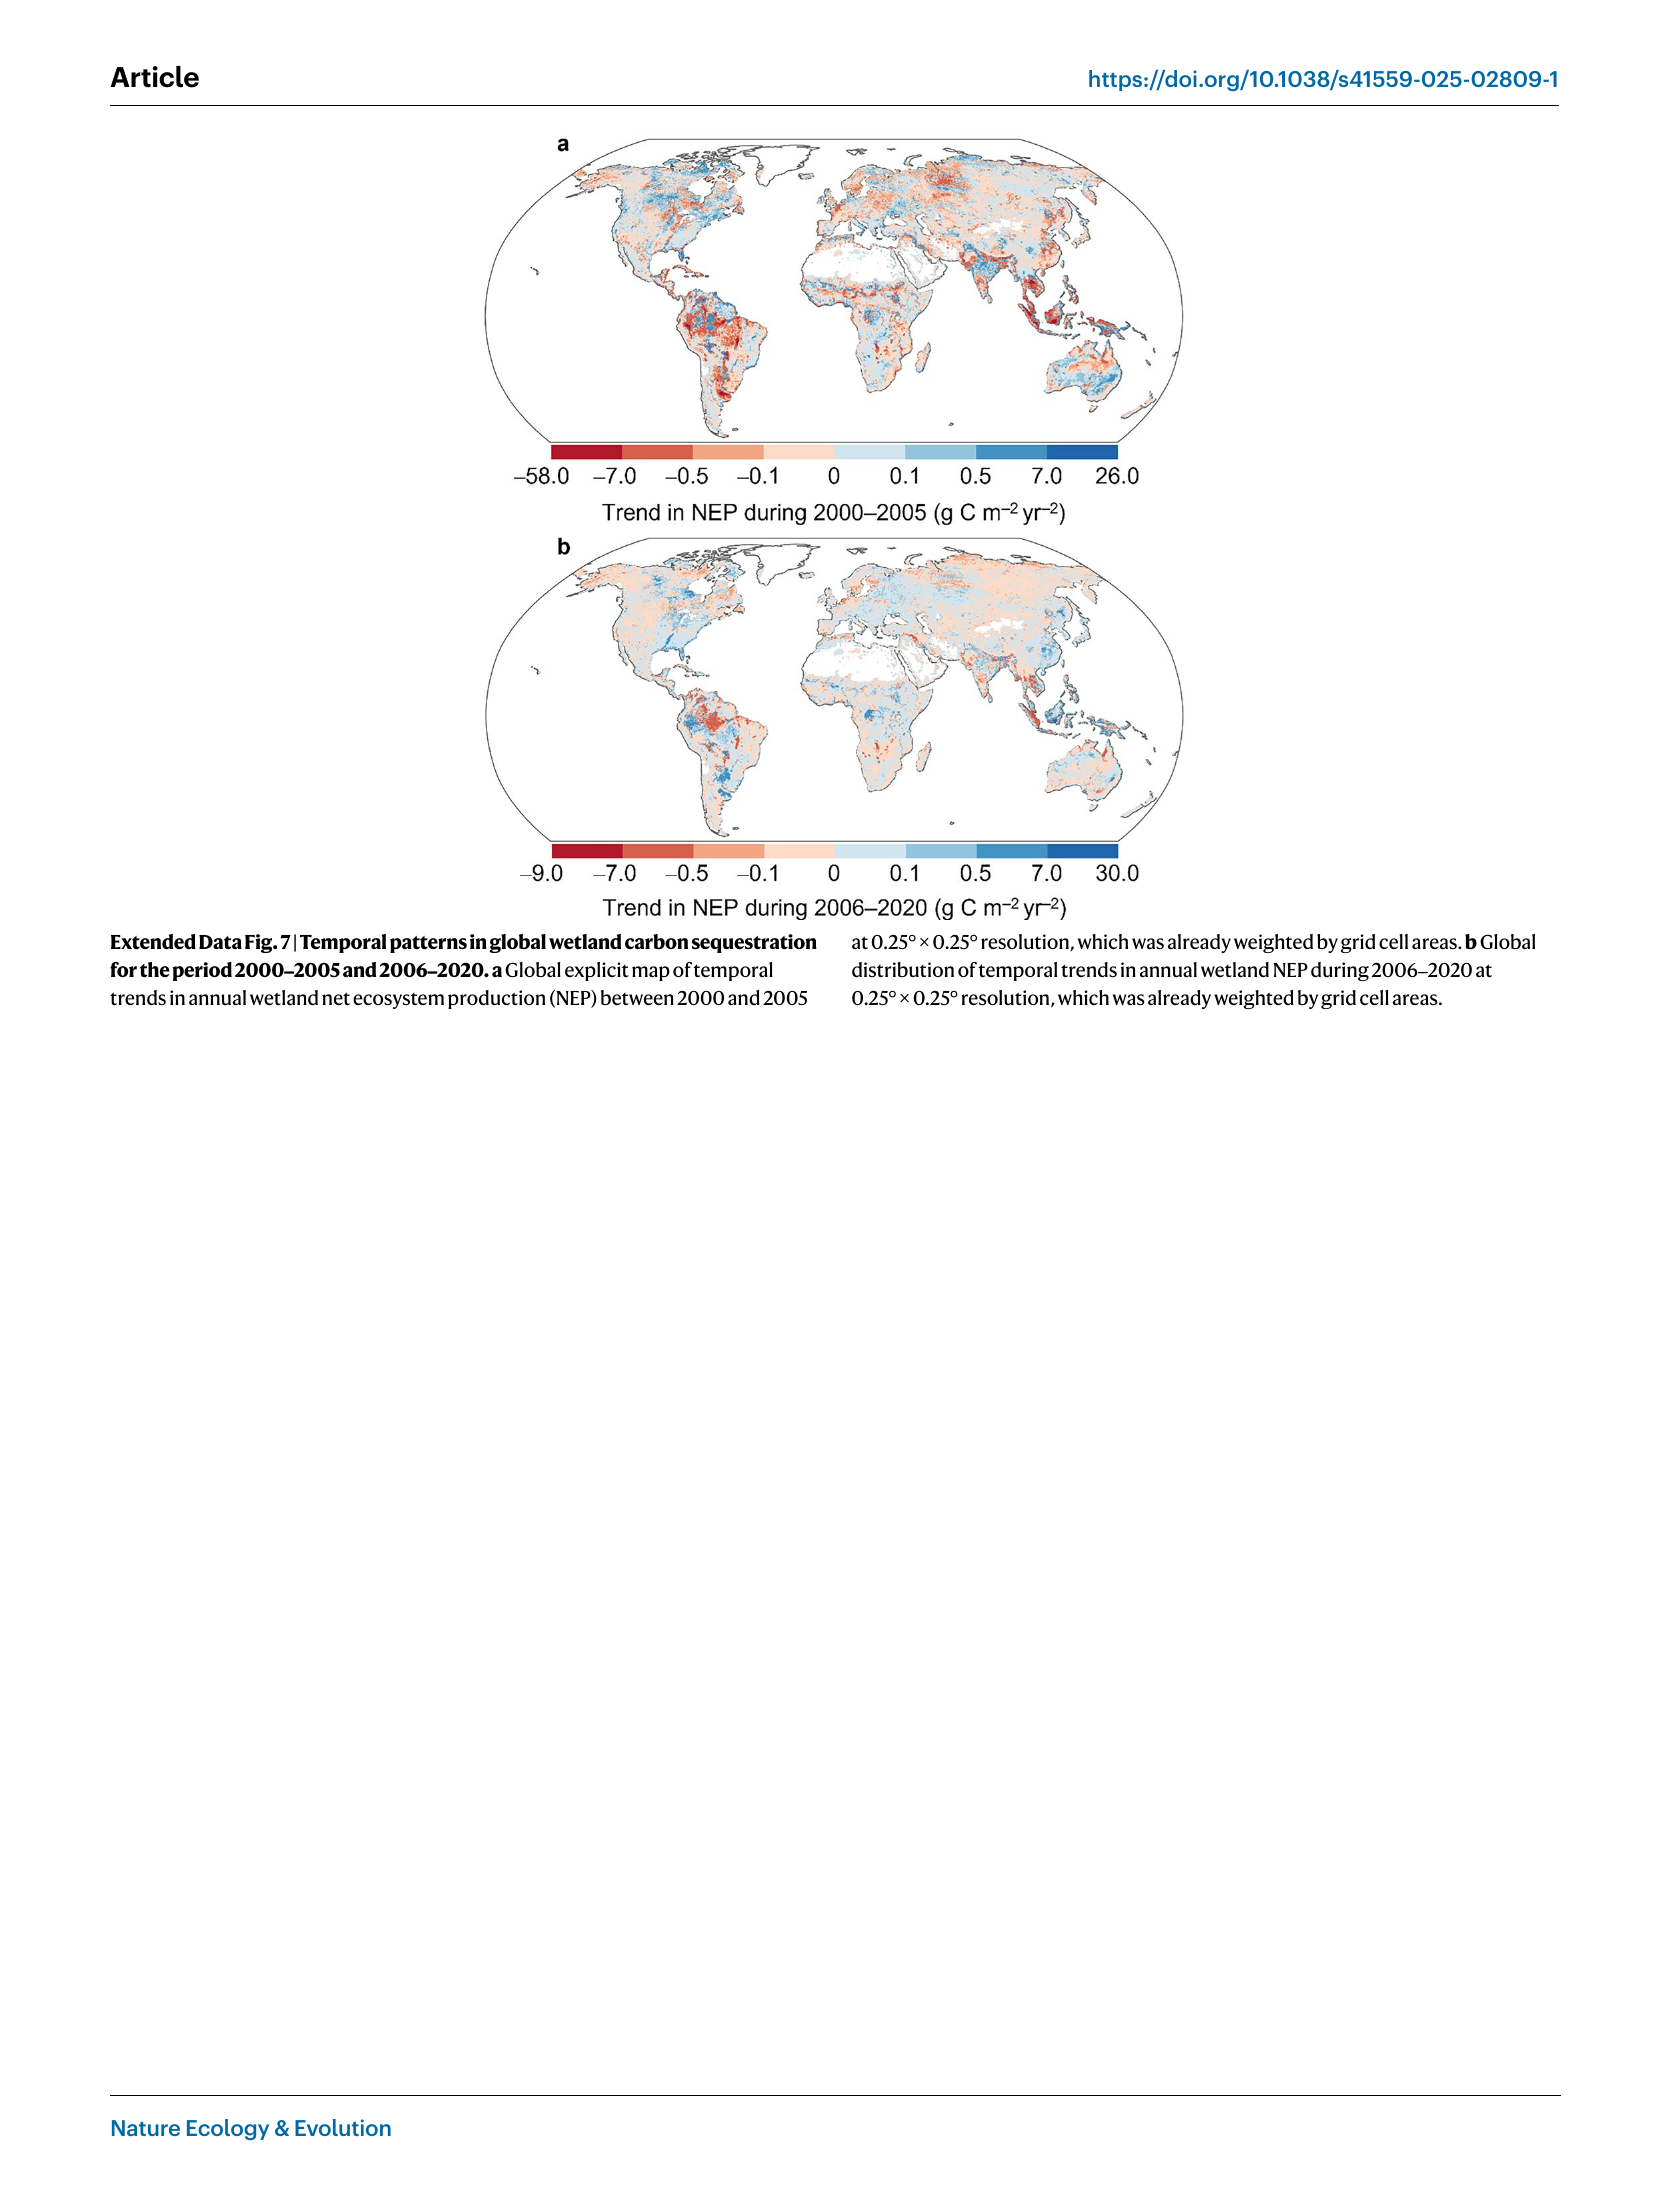 Article
https://doi.org/10.1038/s41559-025-02809-1
a
−58.0 −7.0 −0.5 −0.1 0 0.1 0.5 7.0 26.0
Trend in NEP during 2000–2005 (g C m⁻² yr⁻²)
b
−9.0 −7.0 −0.5 −0.1 0 0.1 0.5 7.0 30.0
Trend in NEP during 2006–2020 (g C m⁻² yr⁻²)
Extended Data Fig. 7 | Temporal patterns in global wetland carbon sequestration
for the period 2000–2005 and 2006–2020. a Global explicit map of temporal
trends in annual wetland net ecosystem production (NEP) between 2000 and 2005
at 0.25° × 0.25° resolution, which was already weighted by grid cell areas. b Global
distribution of temporal trends in annual wetland NEP during 2006–2020 at
0.25° × 0.25° resolution, which was already weighted by grid cell areas.
Nature Ecology & Evolution